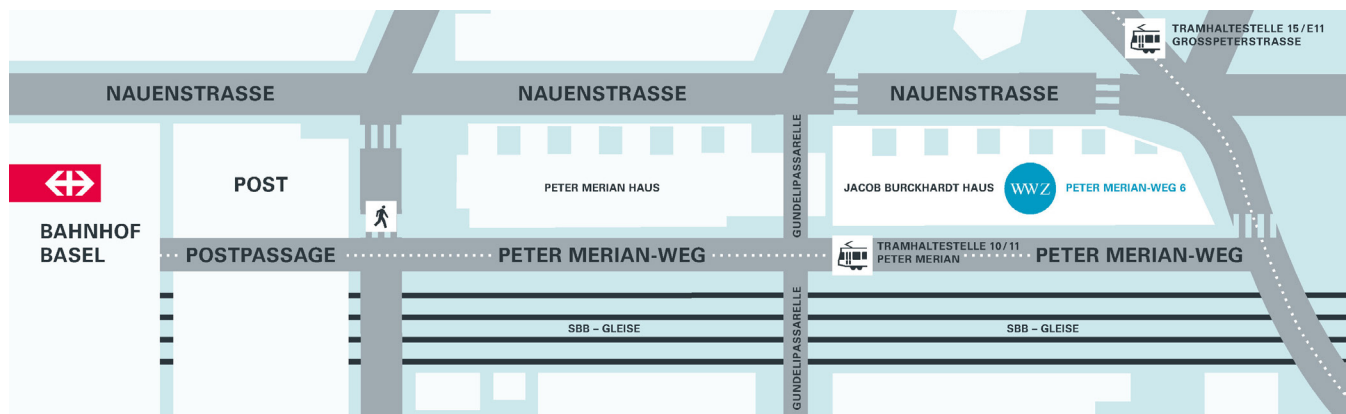 TRAMHALTESTELLE 15/E11
GROSSPETERSTRASSE
NAUENSTRASSE
NAUENSTRASSE
NAUENSTRASSE
GUNDELIPASSARELLE
POST
PETER MERIAN HAUS
JACOB BURCKHARDT HAUS
WWZ
PETER MERIAN-WEG 6
BAHNHOF
BASEL
POSTPASSAGE
PETER MERIAN-WEG
TRAMHALTESTELLE 10/11
PETER MERIAN
PETER MERIAN-WEG
GUNDELIPASSARELLE
SBB – GLEISE
SBB – GLEISE